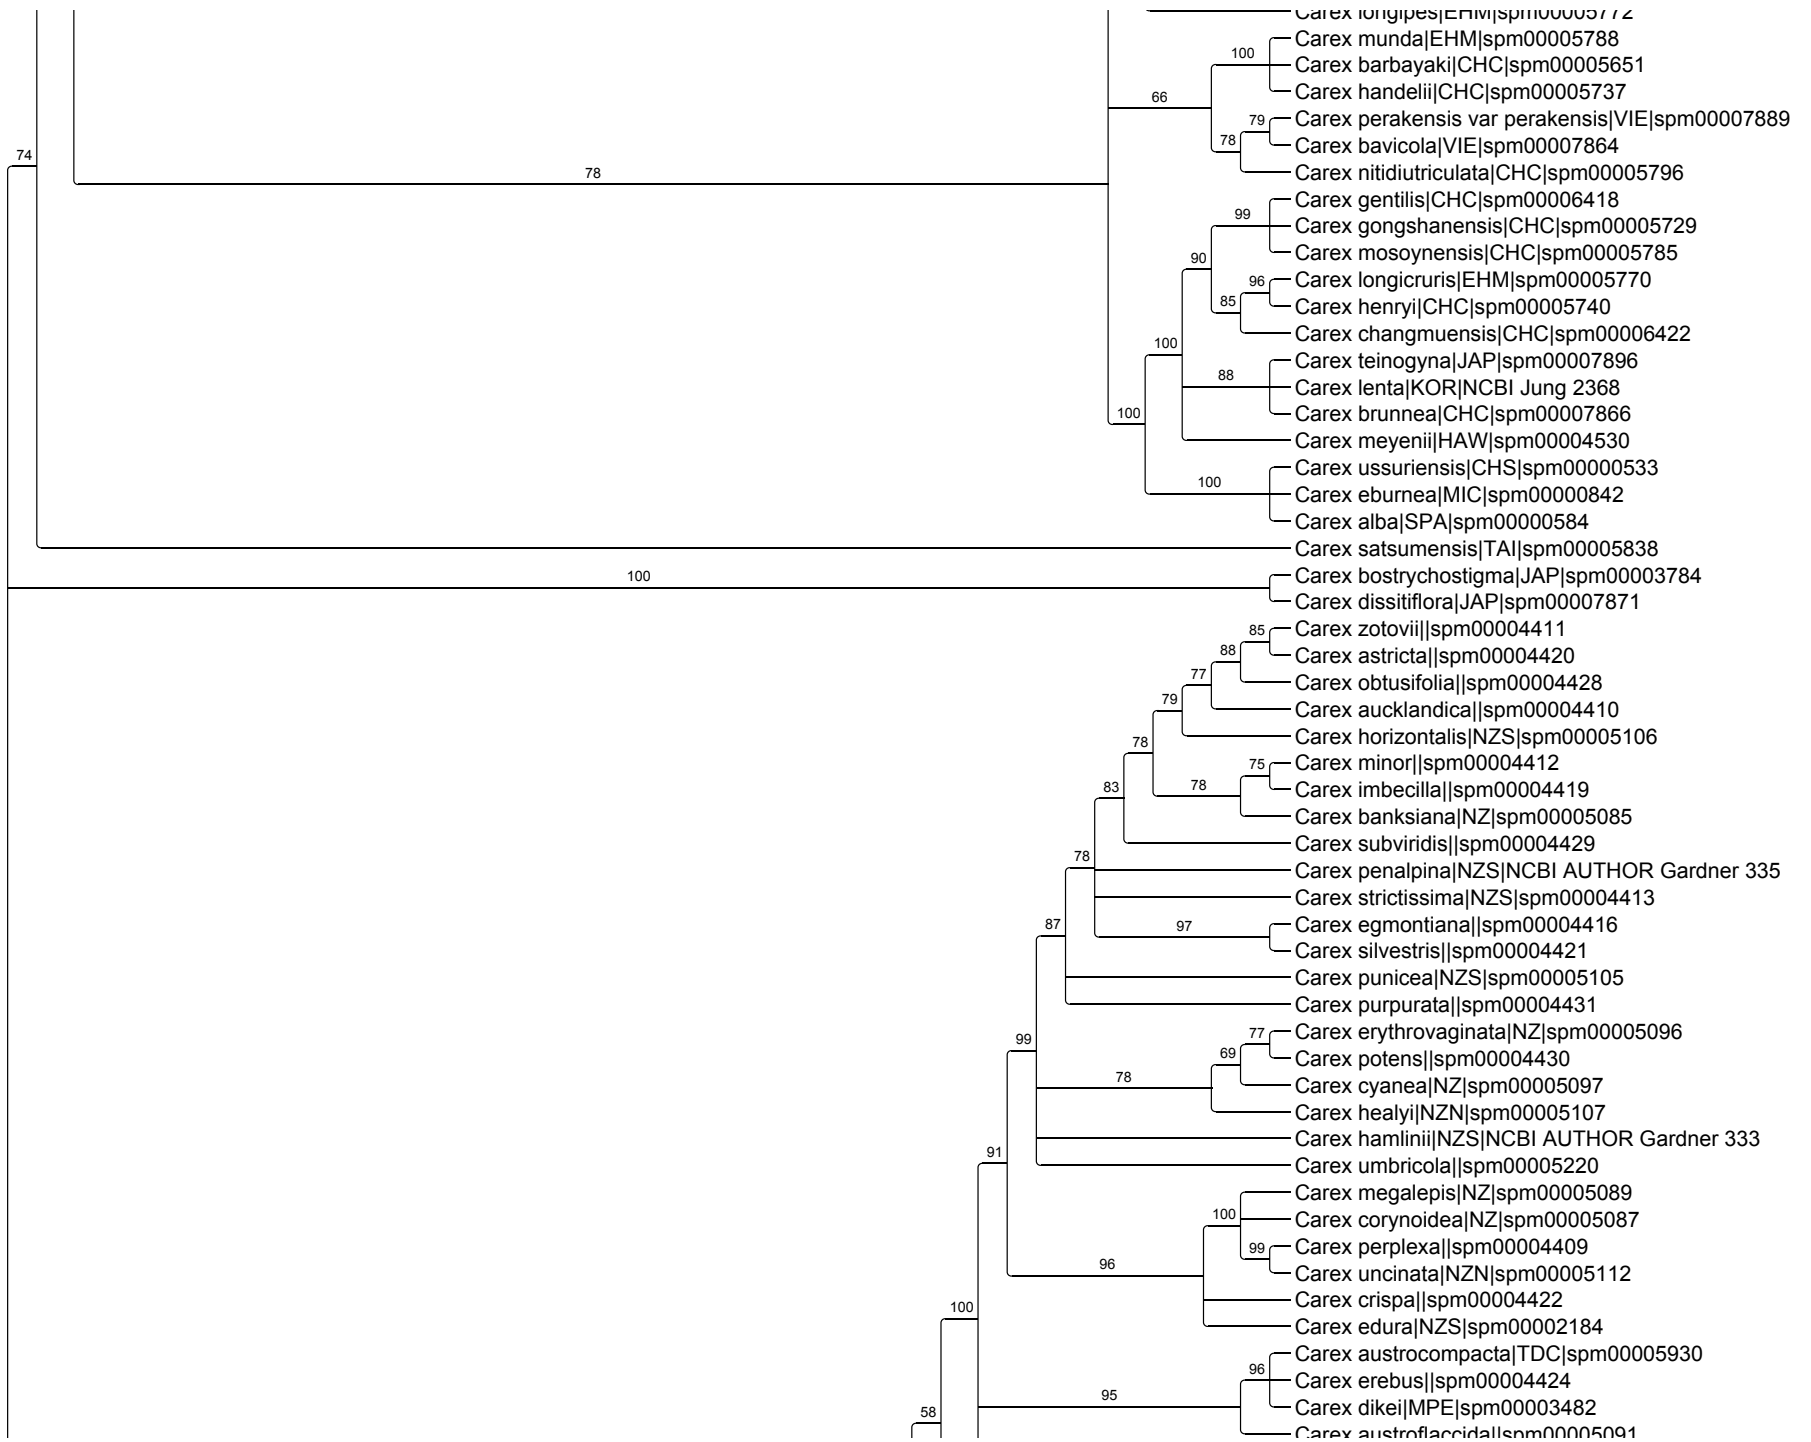 Carex longipes|EHM|spm00005772
Carex munda|EHM|spm00005788
100
Carex barbayaki|CHC|spm00005651
Carex handelii|CHC|spm00005737
66
Carex perakensis var perakensis|VIE|spm00007889
79
Carex bavicola|VIE|spm00007864
78
74
Carex nitidiutriculata|CHC|spm00005796
78
Carex gentilis|CHC|spm00006418
99
Carex gongshanensis|CHC|spm00005729
Carex mosoynensis|CHC|spm00005785
90
Carex longicruris|EHM|spm00005770
96
Carex henryi|CHC|spm00005740
85
Carex changmuensis|CHC|spm00006422
100
Carex teinogyna|JAP|spm00007896
88
Carex lenta|KOR|NCBI Jung 2368
Carex brunnea|CHC|spm00007866
100
Carex meyenii|HAW|spm00004530
Carex ussuriensis|CHS|spm00000533
100
Carex eburnea|MIC|spm00000842
Carex alba|SPA|spm00000584
Carex satsumensis|TAI|spm00005838
100
Carex bostrychostigma|JAP|spm00003784
Carex dissitiflora|JAP|spm00007871
Carex zotovii||spm00004411
85
Carex astricta||spm00004420
88
Carex obtusifolia||spm00004428
77
Carex aucklandica||spm00004410
79
Carex horizontalis|NZS|spm00005106
78
Carex minor||spm00004412
75
Carex imbecilla||spm00004419
78
83
Carex banksiana|NZ|spm00005085
Carex subviridis||spm00004429
78
Carex penalpina|NZS|NCBI AUTHOR Gardner 335
Carex strictissima|NZS|spm00004413
Carex egmontiana||spm00004416
97
87
Carex silvestris||spm00004421
Carex punicea|NZS|spm00005105
Carex purpurata||spm00004431
Carex erythrovaginata|NZ|spm00005096
77
99
Carex potens||spm00004430
69
Carex cyanea|NZ|spm00005097
78
Carex healyi|NZN|spm00005107
Carex hamlinii|NZS|NCBI AUTHOR Gardner 333
91
Carex umbricola||spm00005220
Carex megalepis|NZ|spm00005089
100
Carex corynoidea|NZ|spm00005087
Carex perplexa||spm00004409
99
Carex uncinata|NZN|spm00005112
96
Carex crispa||spm00004422
100
Carex edura|NZS|spm00002184
Carex austrocompacta|TDC|spm00005930
96
Carex erebus||spm00004424
95
Carex dikei|MPE|spm00003482
58
Carex austroflaccida||spm00005091